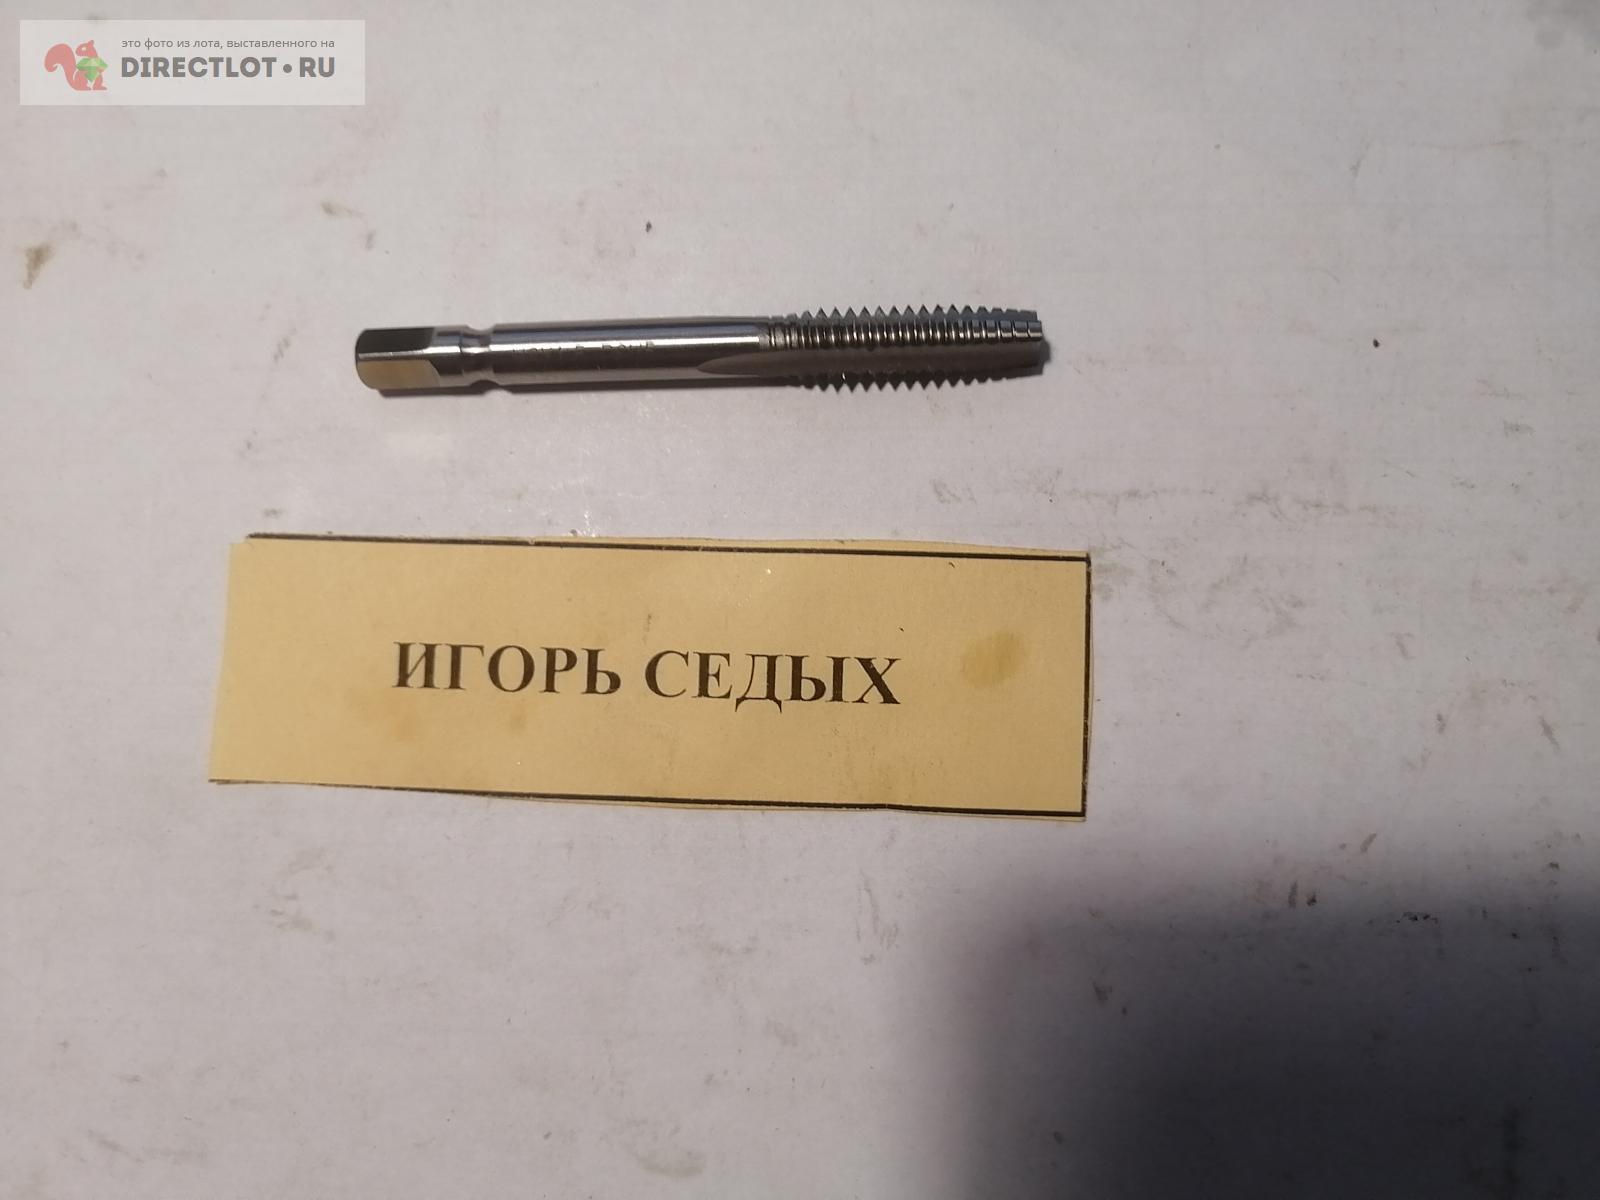 это фото из лота, выставленного на
DIRECTLOT•RU
ИГОРЬ СЕДЫХ